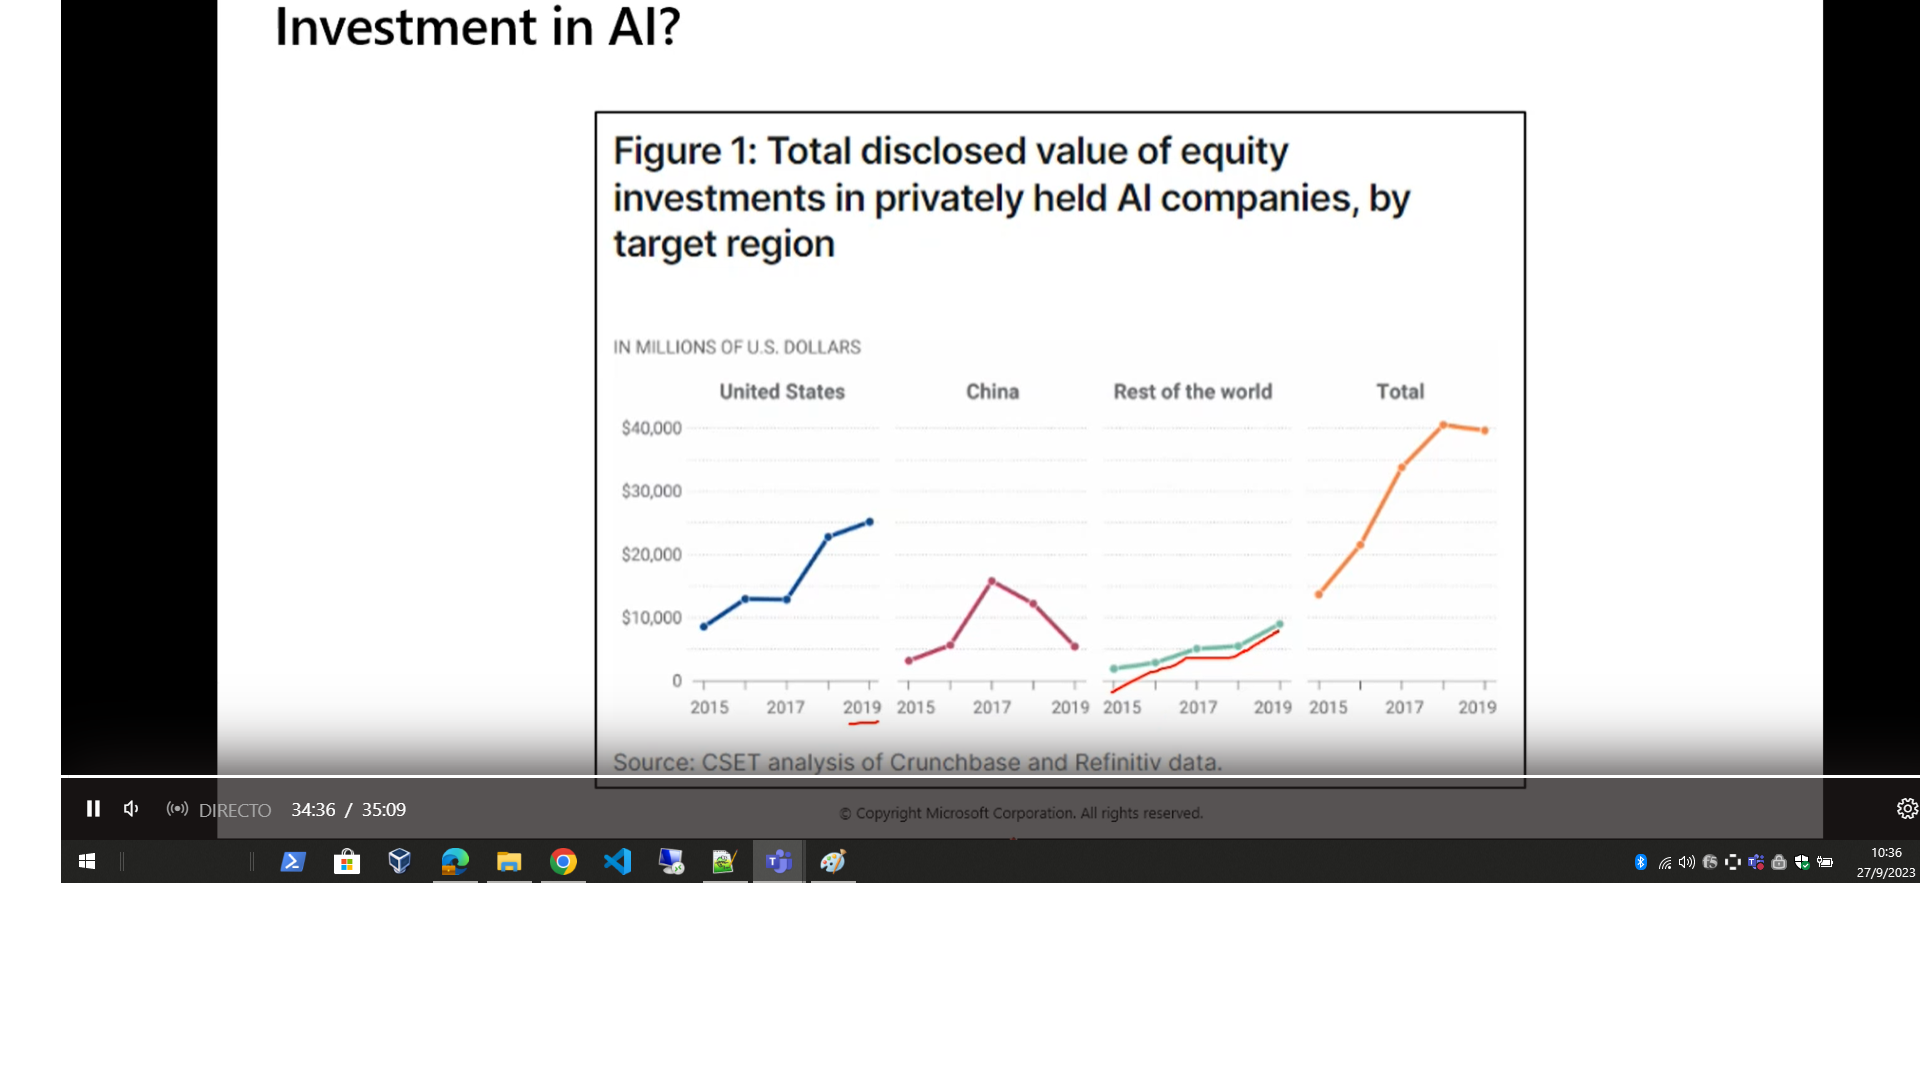 Investment in AI?
Figure 1: Total disclosed value of equity
investments in privately held AI companies, by
target region
IN MILLIONS OF U.S. DOLLARS
United States China Rest of the world Total
$40,000
$30,000
$20,000
$10,000
0
2015 2017 2019 2015 2017 2019 2015 2017 2019 2015 2017 2019
Source: CSET analysis of Crunchbase and Refinitiv data.
DIRECTO 34:36 / 35:09
© Copyright Microsoft Corporation. All rights reserved.
10:36
27/9/2023